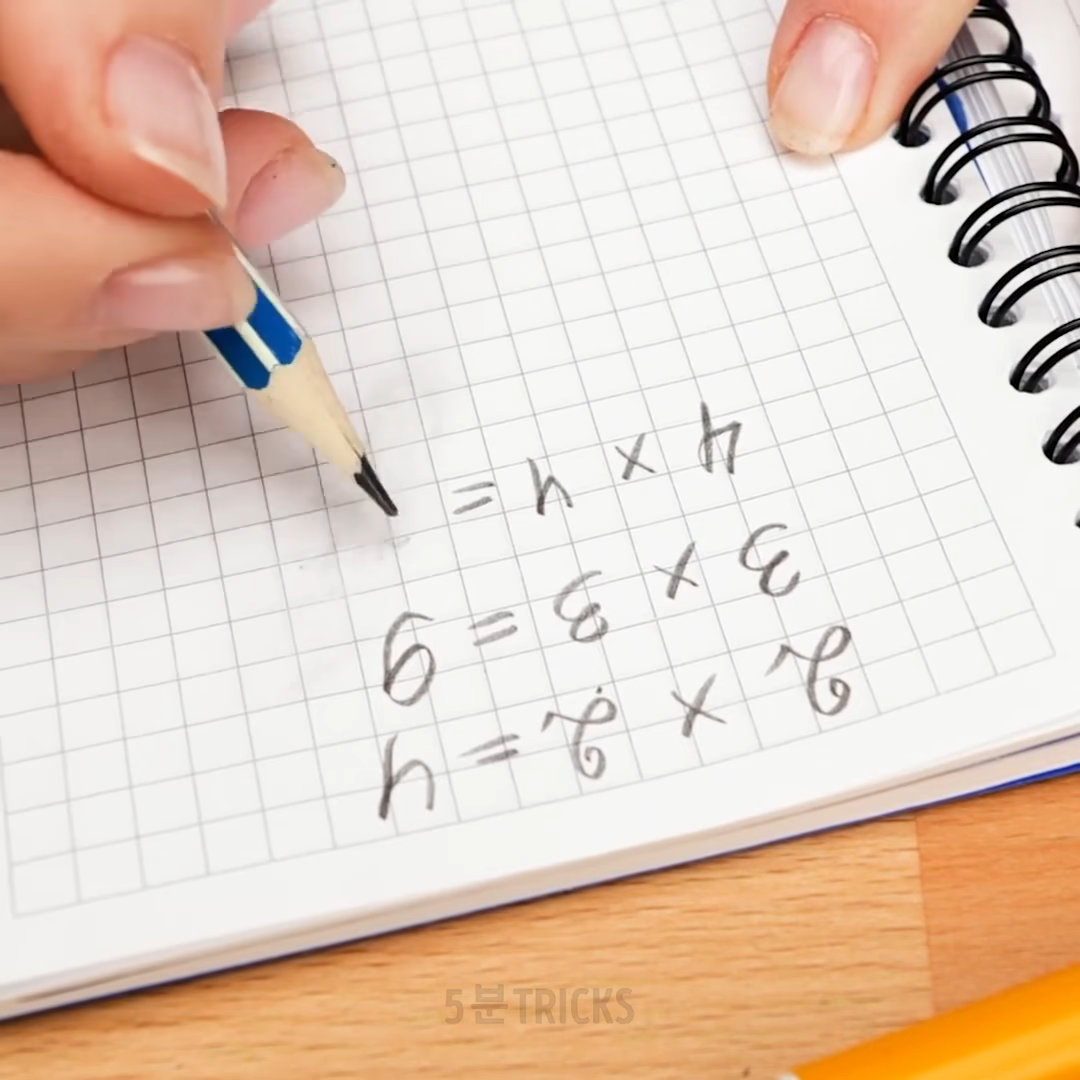 2 x 2 = 4
3 x 3 = 9
4 x 4 =
5분 TRICKS